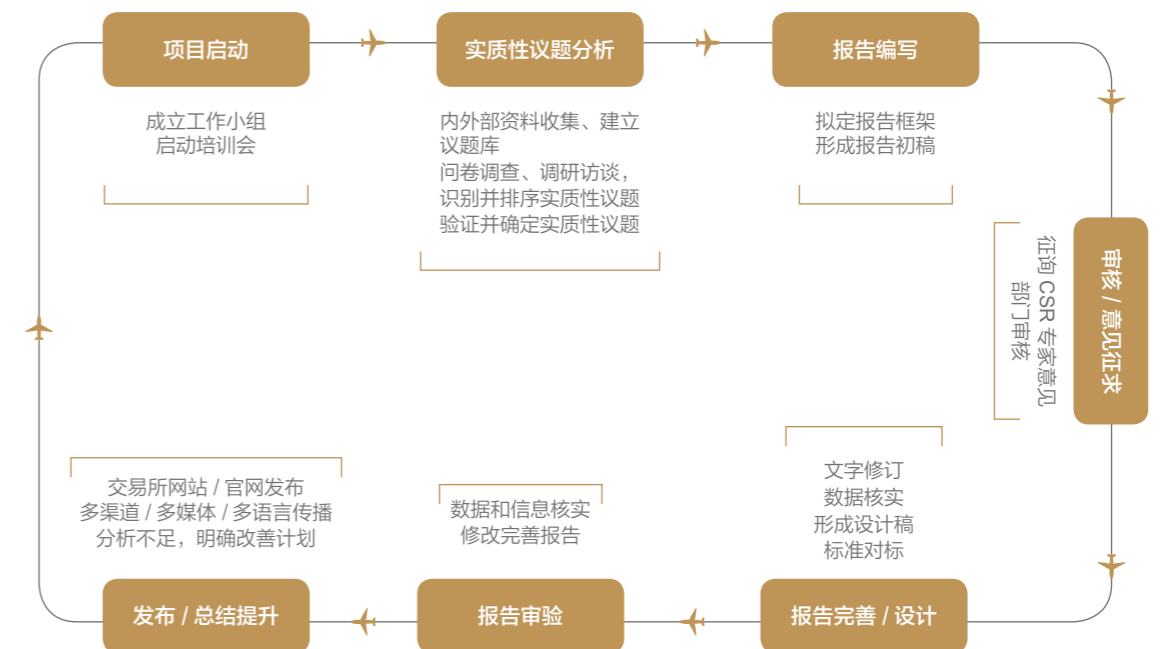 项目启动
成立工作小组
启动培训会
实质性议题分析
内外部资料收集、建立
议题库
问卷调查、调研访谈，
识别并排序实质性议题
验证并确定实质性议题
报告编写
拟定报告框架
形成报告初稿
审核 / 意见征求
征询 CSR 专家意见
部门审核
文字修订
数据核实
形成设计稿
标准对标
报告完善 / 设计
数据和信息核实
修改完善报告
报告审验
交易所网站 / 官网发布
多渠道 / 多媒体 / 多语言传播
分析不足，明确改善计划
发布 / 总结提升